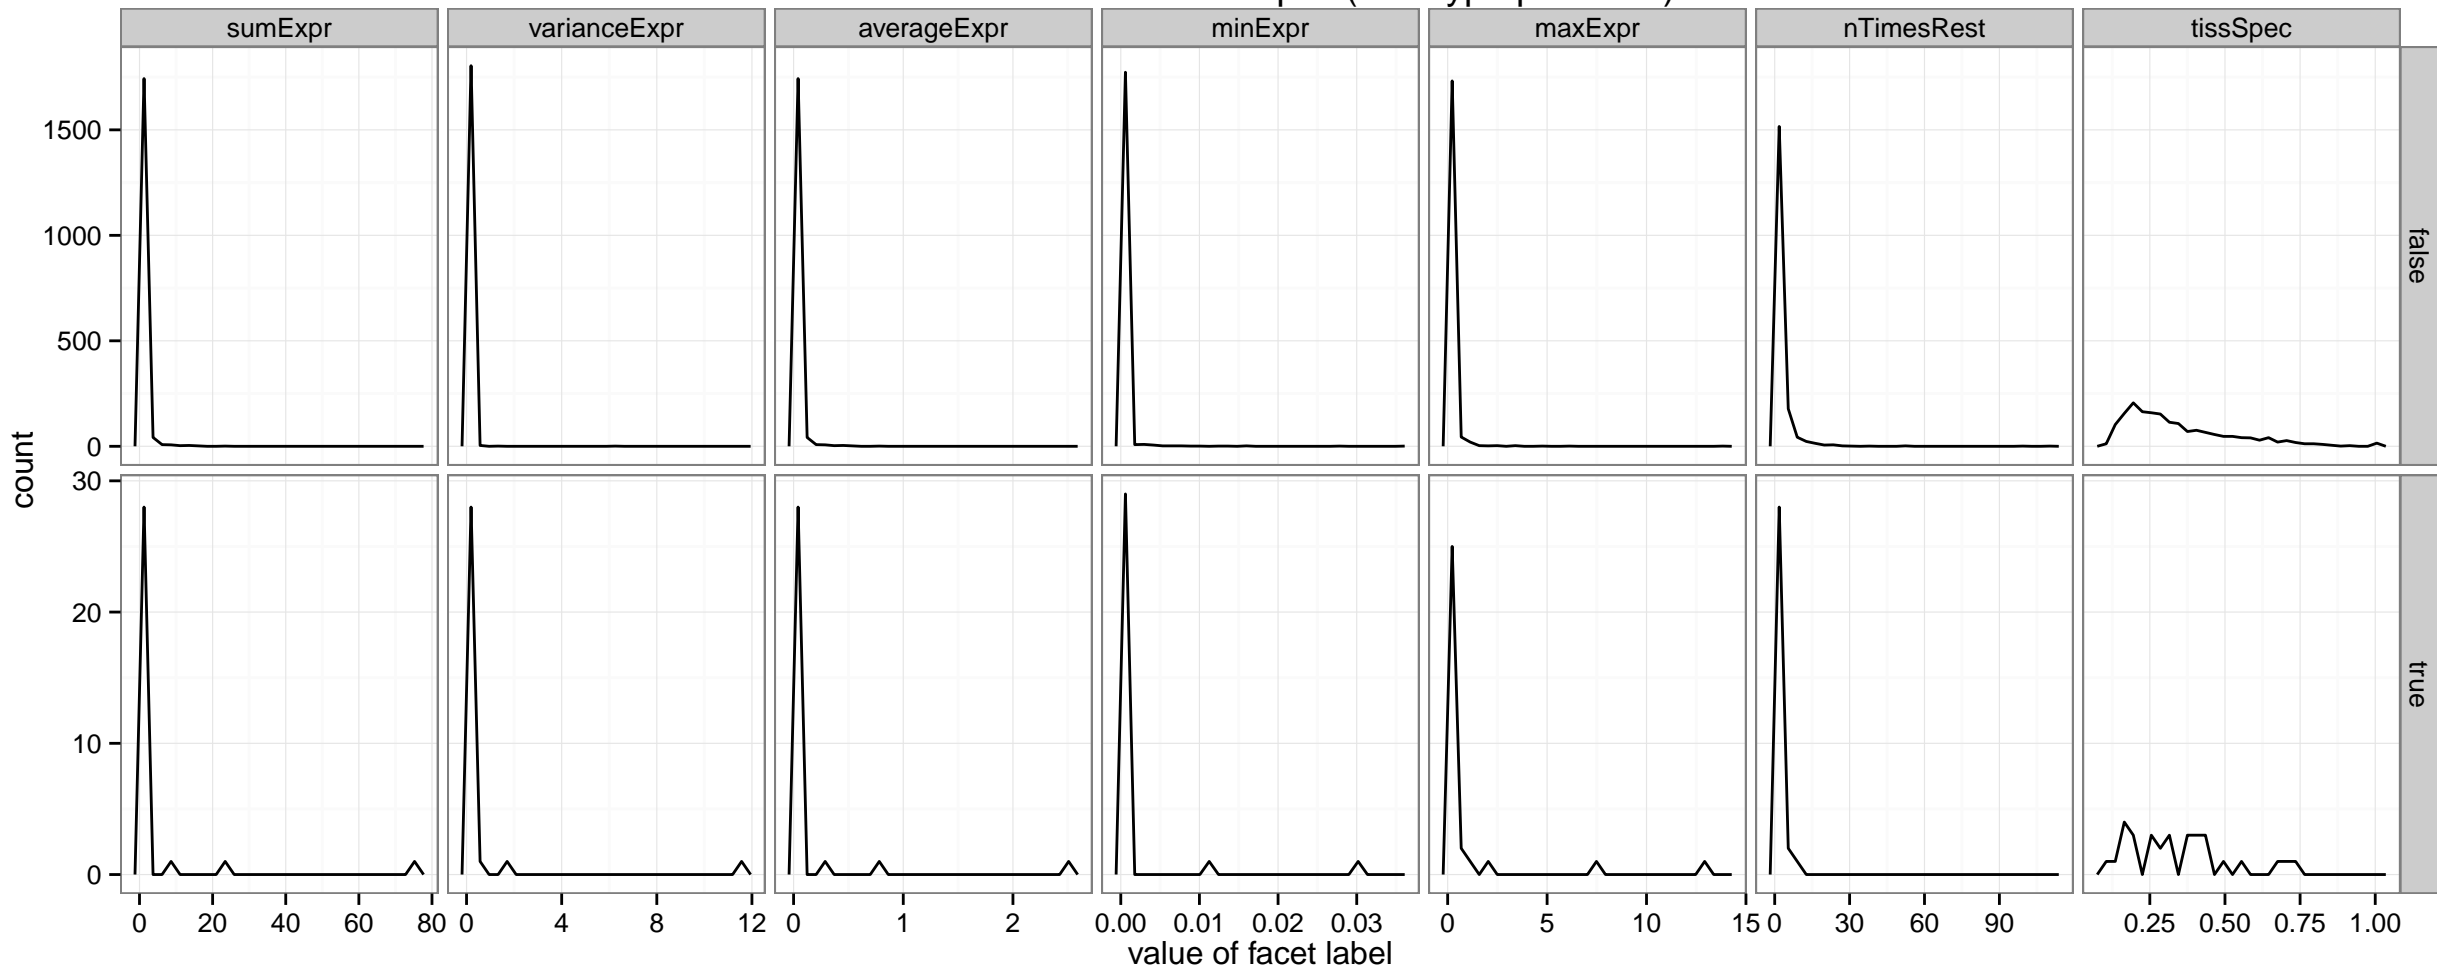 sumExpr varianceExpr averageExpr minExpr maxExpr nTimesRest tissSpec
1500
1000
500
0
false
count
30
20
10
0
true
0 20 40 60 80 0 4 8 12 0 1 2 0.00 0.01 0.02 0.03 0 5 10 15 0 30 60 90 0.25 0.50 0.75 1.00
value of facet label